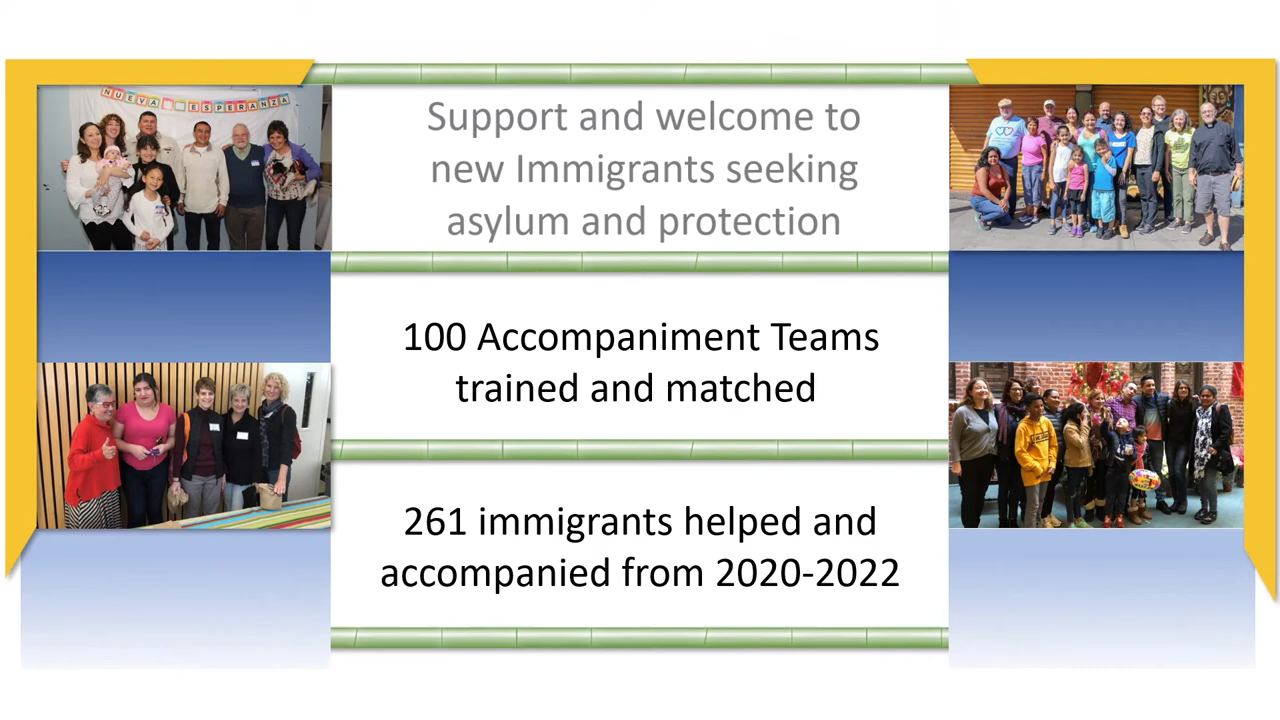 NUEVA ESPERANZA
Support and welcome to
new Immigrants seeking
asylum and protection
100 Accompaniment Teams
trained and matched
261 immigrants helped and
accompanied from 2020-2022